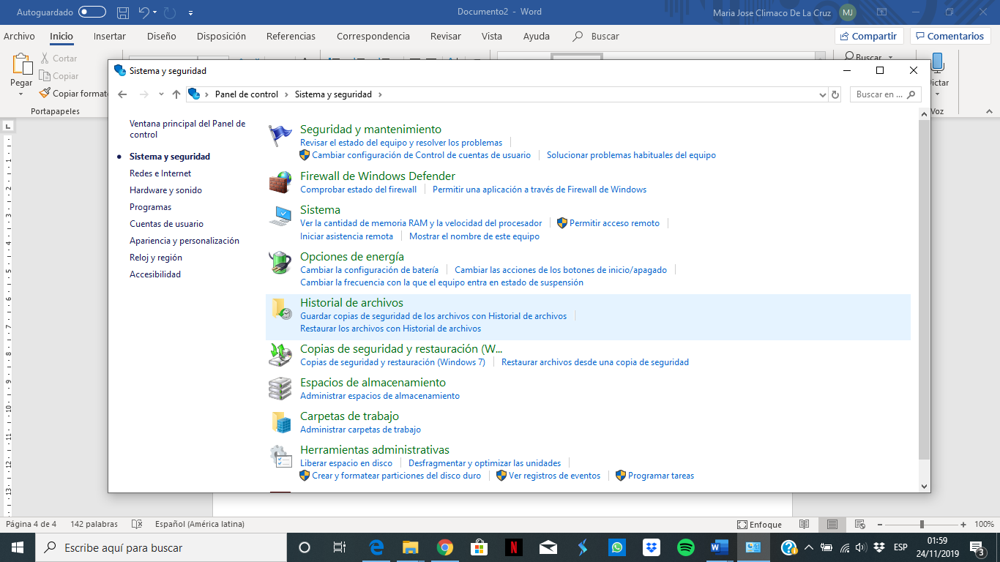 Autoguardado
Documento2 - Word
Maria Jose Climaco De La Cruz MJ
Archivo Inicio Insertar Diseño Disposición Referencias Correspondencia Revisar Vista Ayuda Buscar
Compartir Comentarios
Pegar
Cortar
Copiar
Copiar formato
Portapapeles
Buscar
Dictar
Voz
Sistema y seguridad
Panel de control > Sistema y seguridad >
Buscar en ...
Ventana principal del Panel de
control
Sistema y seguridad
Redes e Internet
Hardware y sonido
Programas
Cuentas de usuario
Apariencia y personalización
Reloj y región
Accesibilidad
Seguridad y mantenimiento
Revisar el estado del equipo y resolver los problemas
Cambiar configuración de Control de cuentas de usuario Solucionar problemas habituales del equipo
Firewall de Windows Defender
Comprobar estado del firewall Permitir una aplicación a través de Firewall de Windows
Sistema
Ver la cantidad de memoria RAM y la velocidad del procesador Permitir acceso remoto
Iniciar asistencia remota Mostrar el nombre de este equipo
Opciones de energía
Cambiar la configuración de batería Cambiar las acciones de los botones de inicio/apagado
Cambiar la frecuencia con la que el equipo entra en estado de suspensión
Historial de archivos
Guardar copias de seguridad de los archivos con Historial de archivos
Restaurar los archivos con Historial de archivos
Copias de seguridad y restauración (W...
Copias de seguridad y restauración (Windows 7) Restaurar archivos desde una copia de seguridad
Espacios de almacenamiento
Administrar espacios de almacenamiento
Carpetas de trabajo
Administrar carpetas de trabajo
Herramientas administrativas
Liberar espacio en disco Desfragmentar y optimizar las unidades
Crear y formatear particiones del disco duro Ver registros de eventos Programar tareas
1
2
3
4
5
6
7
8
9
10
11
12
13
Página 4 de 4 142 palabras Español (América latina) Enfoque 100%
Escribe aquí para buscar
ESP
01:59
24/11/2019
3